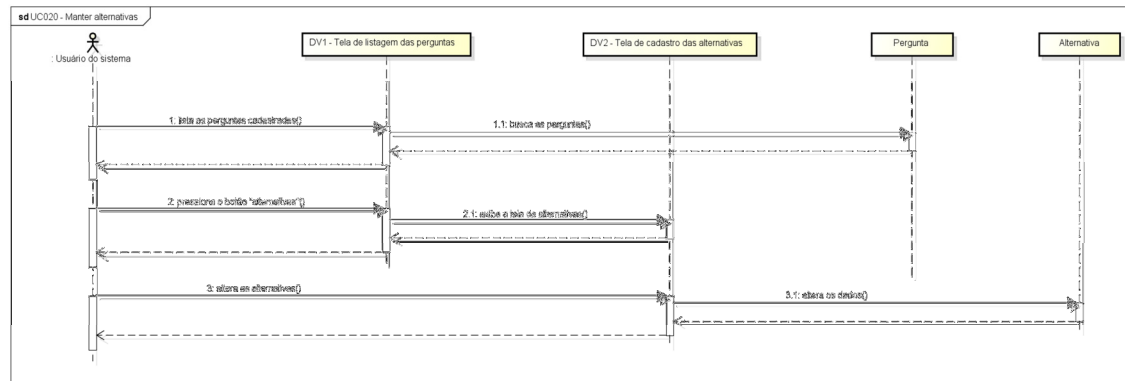 sd UC020 - Manter alternativas
: Usuário do sistema
DV1 - Tela de listagem das perguntas
DV2 - Tela de cadastro das alternativas
Pergunta
Alternativa
1: lista as perguntas cadastradas()
1.1: busca as perguntas()
2: pressiona o botão "alternativas"()
2.1: exibe a tela de alternativas()
3: altera as alternativas()
3.1: altera os dados()